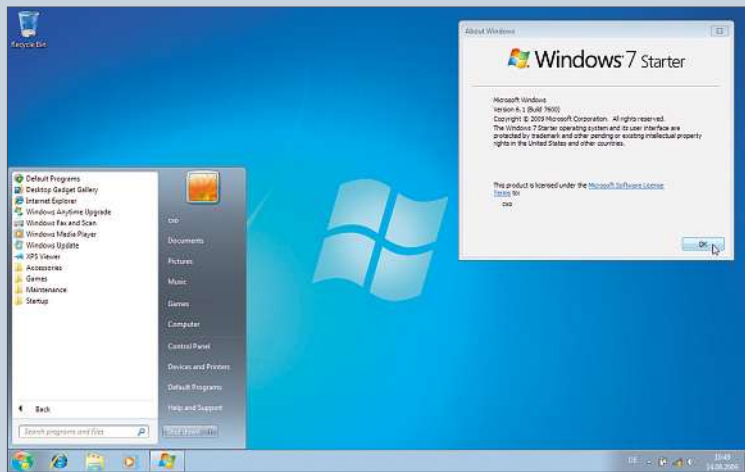 Recycle Bin
About Windows
Windows 7 Starter
Microsoft Windows
Version 6.1 (Build 7600)
Copyright © 2009 Microsoft Corporation. All rights reserved.
The Windows 7 Starter operating system and its user interface are
protected by trademark and other pending or existing intellectual property
rights in the United States and other countries.
This product is licensed under the Microsoft Software License
Terms to:
cxo
OK
Default Programs
Desktop Gadget Gallery
Internet Explorer
Windows Anytime Upgrade
Windows Fax and Scan
Windows Media Player
Windows Update
XPS Viewer
Accessories
Games
Maintenance
Startup
Back
Search programs and files
cxo
Documents
Pictures
Music
Games
Computer
Control Panel
Devices and Printers
Default Programs
Help and Support
Shut down
DE